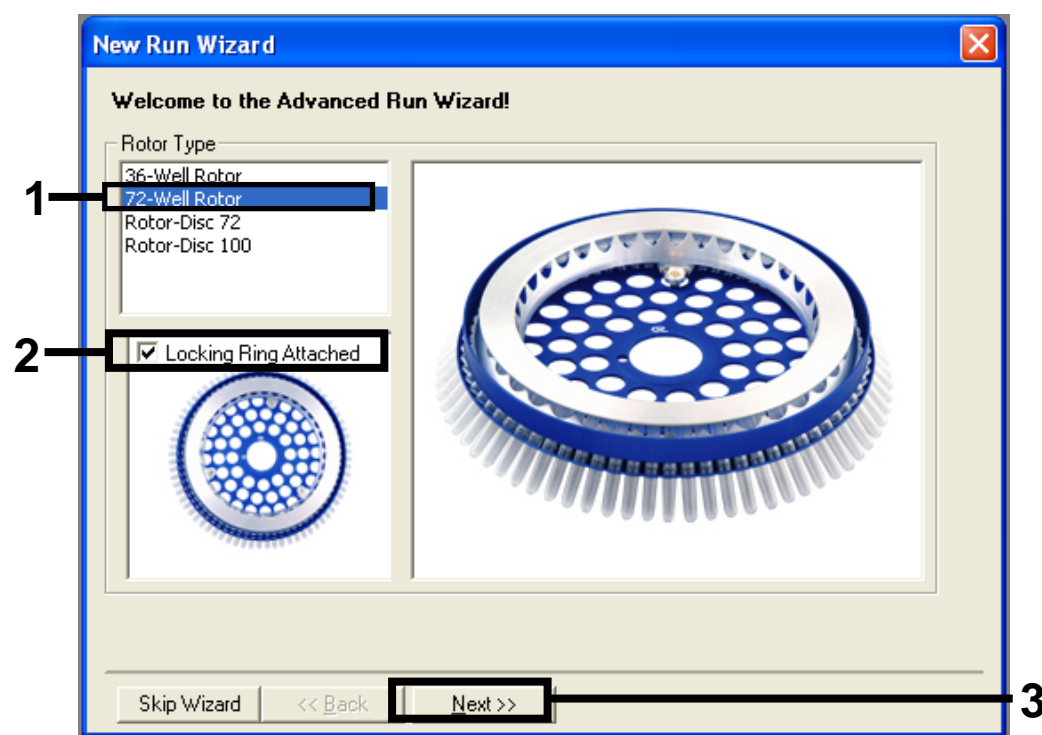 New Run Wizard
Welcome to the Advanced Run Wizard!
Rotor Type
36-Well Rotor
1
72-Well Rotor
Rotor-Disc 72
Rotor-Disc 100
2
Locking Ring Attached
Skip Wizard
<< Back
Next >>
3